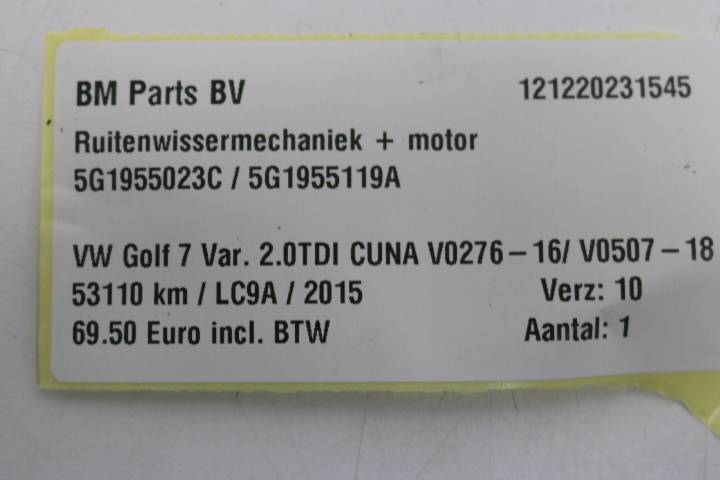 BM Parts BV 121220231545
Ruitenwissermechaniek + motor
5G1955023C / 5G1955119A
VW Golf 7 Var. 2.0TDI CUNA V0276-16/ V0507-18
53110 km / LC9A / 2015 Verz: 10
69.50 Euro incl. BTW Aantal: 1